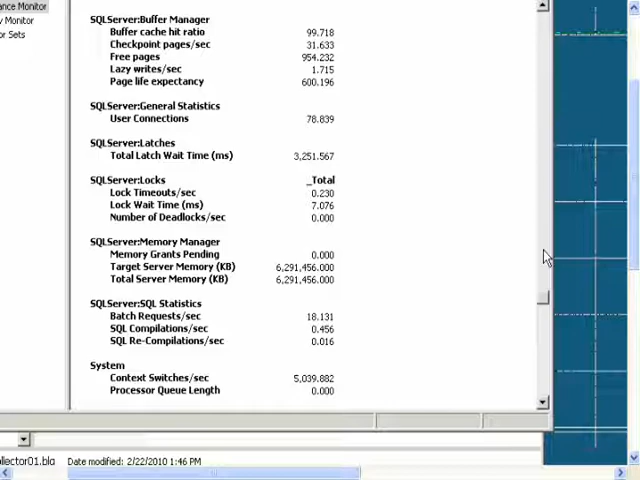 ance Monitor
y Monitor
or Sets
SQLServer:Buffer Manager
Buffer cache hit ratio 99.718
Checkpoint pages/sec 31.633
Free pages 954.232
Lazy writes/sec 1.715
Page life expectancy 600.196
SQLServer:General Statistics
User Connections 78.839
SQLServer:Latches
Total Latch Wait Time (ms) 3,251.567
SQLServer:Locks _Total
Lock Timeouts/sec 0.230
Lock Wait Time (ms) 7.076
Number of Deadlocks/sec 0.000
SQLServer:Memory Manager
Memory Grants Pending 0.000
Target Server Memory (KB) 6,291,456.000
Total Server Memory (KB) 6,291,456.000
SQLServer:SQL Statistics
Batch Requests/sec 18.131
SQL Compilations/sec 0.456
SQL Re-Compilations/sec 0.016
System
Context Switches/sec 5,039.882
Processor Queue Length 0.000
ollector01.bla Date modified: 2/22/2010 1:46 PM